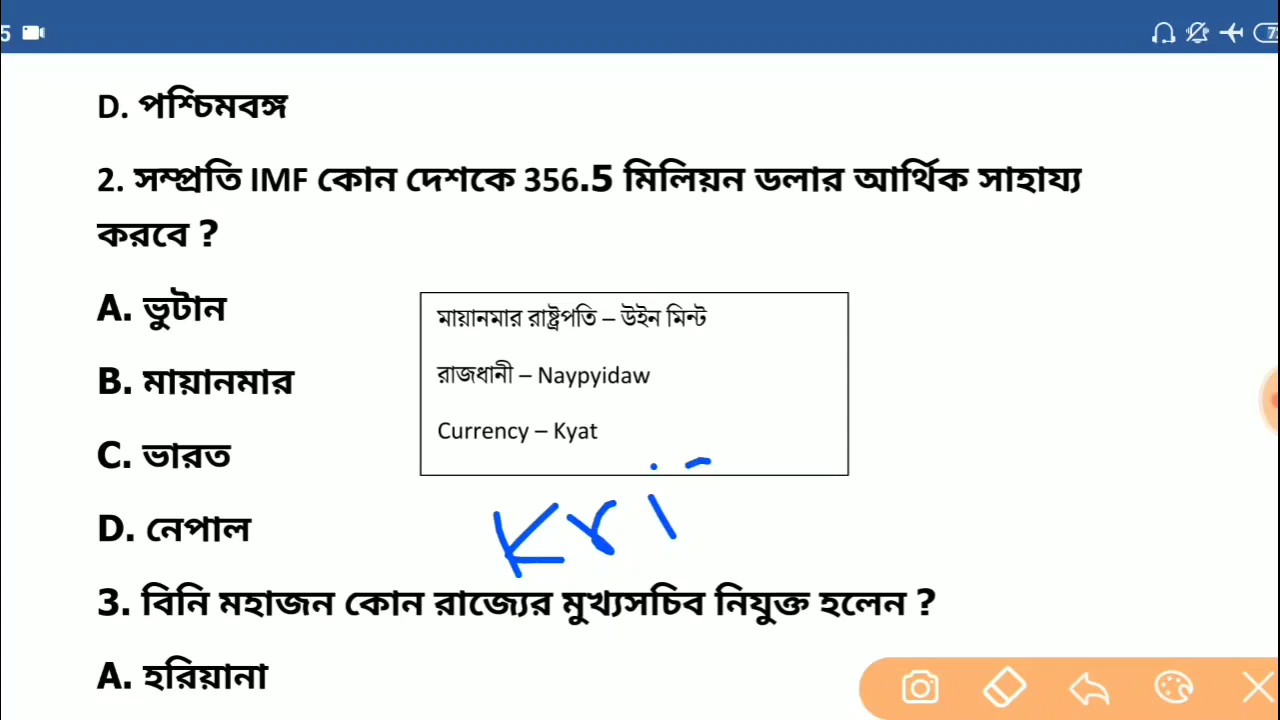 5
D. পশ্চিমবঙ্গ
2. সম্প্রতি IMF কোন দেশকে 356.5 মিলিয়ন ডলার আর্থিক সাহায্য
করবে ?
A. ভুটান
B. মায়ানমার
C. ভারত
D. নেপাল
মায়ানমার রাষ্ট্রপতি – উইন মিন্ট
রাজধানী – Naypyidaw
Currency – Kyat
3. বিনি মহাজন কোন রাজ্যের মুখ্যসচিব নিযুক্ত হলেন ?
A. হরিয়ানা